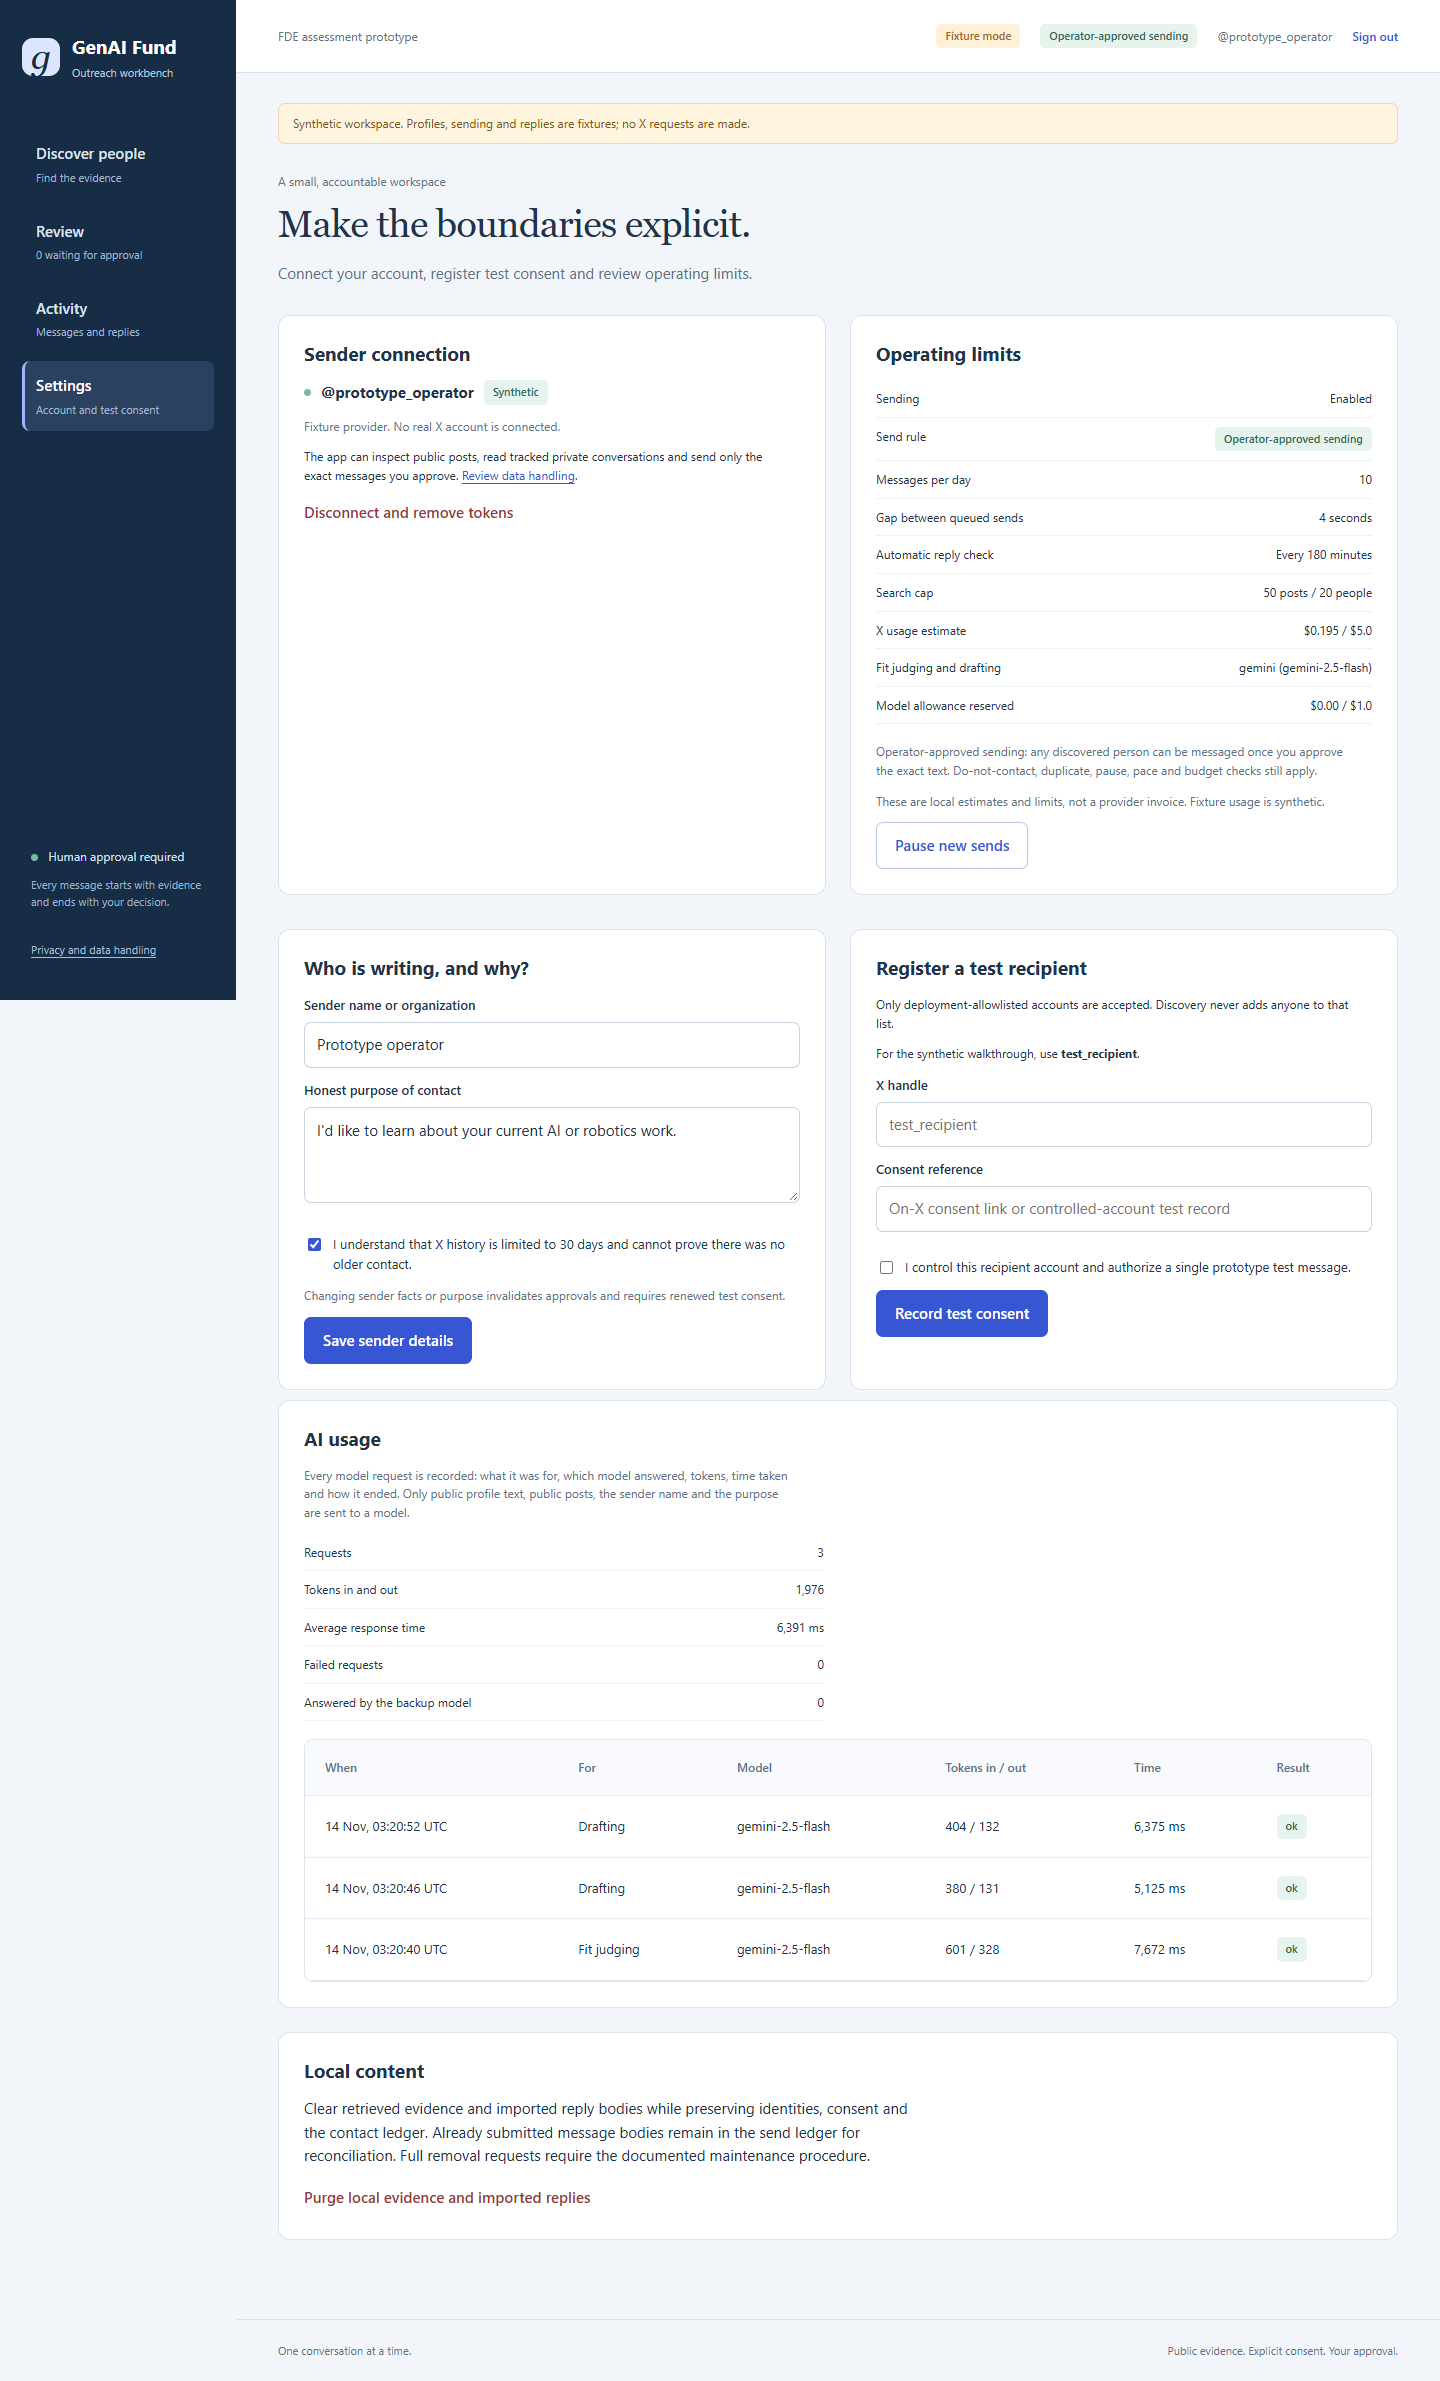 g
GenAI Fund
Outreach workbench
Discover people
Find the evidence
Review
0 waiting for approval
Activity
Messages and replies
Settings
Account and test consent
Human approval required
Every message starts with evidence
and ends with your decision.
Privacy and data handling
FDE assessment prototype
Fixture mode
Operator-approved sending
@prototype_operator
Sign out
Synthetic workspace. Profiles, sending and replies are fixtures; no X requests are made.
A small, accountable workspace
Make the boundaries explicit.
Connect your account, register test consent and review operating limits.
Sender connection
@prototype_operator Synthetic
Fixture provider. No real X account is connected.
The app can inspect public posts, read tracked private conversations and send only the
exact messages you approve. Review data handling.
Disconnect and remove tokens
Operating limits
Sending Enabled
Send rule Operator-approved sending
Messages per day 10
Gap between queued sends 4 seconds
Automatic reply check Every 180 minutes
Search cap 50 posts / 20 people
X usage estimate $0.195 / $5.0
Fit judging and drafting gemini (gemini-2.5-flash)
Model allowance reserved $0.00 / $1.0
Operator-approved sending: any discovered person can be messaged once you approve
the exact text. Do-not-contact, duplicate, pause, pace and budget checks still apply.
These are local estimates and limits, not a provider invoice. Fixture usage is synthetic.
Pause new sends
Who is writing, and why?
Sender name or organization
Prototype operator
Honest purpose of contact
I'd like to learn about your current AI or robotics work.
I understand that X history is limited to 30 days and cannot prove there was no
older contact.
Changing sender facts or purpose invalidates approvals and requires renewed test consent.
Save sender details
Register a test recipient
Only deployment-allowlisted accounts are accepted. Discovery never adds anyone to that
list.
For the synthetic walkthrough, use test_recipient.
X handle
test_recipient
Consent reference
On-X consent link or controlled-account test record
I control this recipient account and authorize a single prototype test message.
Record test consent
AI usage
Every model request is recorded: what it was for, which model answered, tokens, time taken
and how it ended. Only public profile text, public posts, the sender name and the purpose
are sent to a model.
Requests 3
Tokens in and out 1,976
Average response time 6,391 ms
Failed requests 0
Answered by the backup model 0
When For Model Tokens in / out Time Result
14 Nov, 03:20:52 UTC Drafting gemini-2.5-flash 404 / 132 6,375 ms ok
14 Nov, 03:20:46 UTC Drafting gemini-2.5-flash 380 / 131 5,125 ms ok
14 Nov, 03:20:40 UTC Fit judging gemini-2.5-flash 601 / 328 7,672 ms ok
Local content
Clear retrieved evidence and imported reply bodies while preserving identities, consent and
the contact ledger. Already submitted message bodies remain in the send ledger for
reconciliation. Full removal requests require the documented maintenance procedure.
Purge local evidence and imported replies
One conversation at a time.
Public evidence. Explicit consent. Your approval.